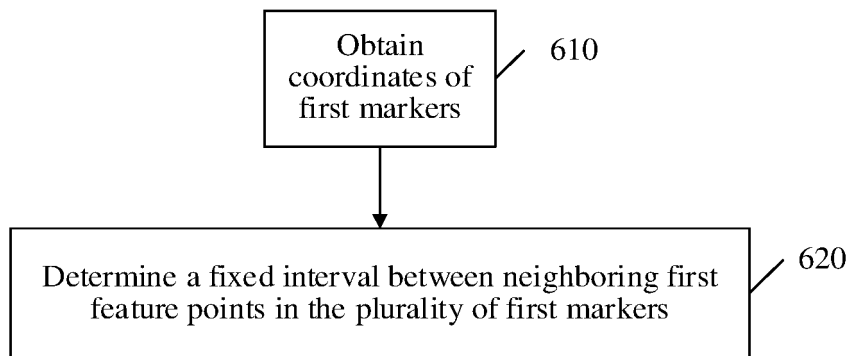 Obtain
coordinates of
first markers
610
Determine a fixed interval between neighboring first
feature points in the plurality of first markers
620